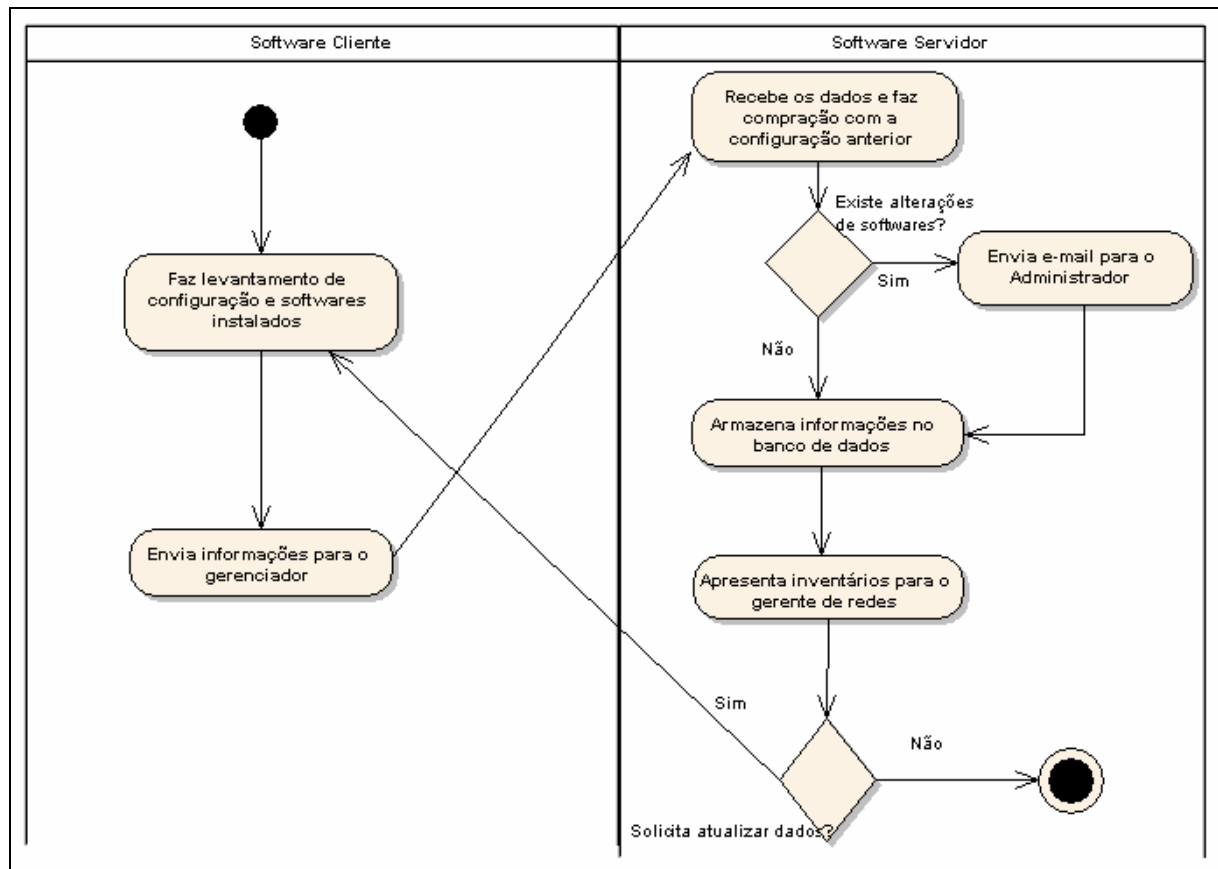 Software Cliente
Software Servidor
Recebe os dados e faz
compração com a
configuração anterior
Existe alterações
de softwares?
Sim
Envia e-mail para o
Administrador
Não
Faz levantamento de
configuração e softwares
instalados
Armazena informações no
banco de dados
Envia informações para o
gerenciador
Apresenta inventários para o
gerente de redes
Sim
Não
Solicita atualizar dados?